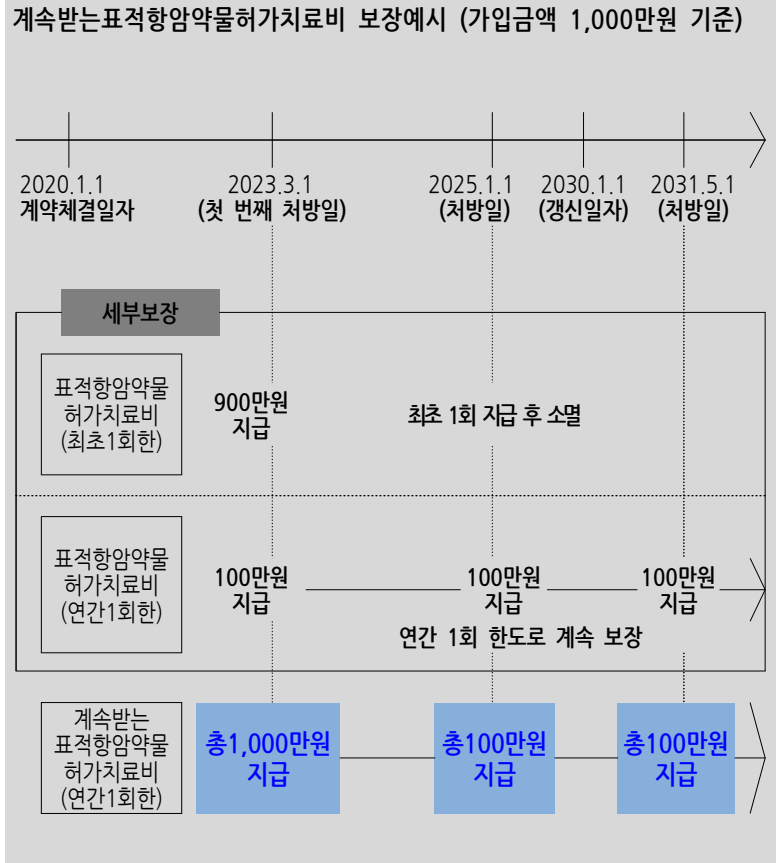 계속받는표적항암약물허가치료비 보장예시 (가입금액 1,000만원 기준)
2020.1.1
계약체결일자
2023.3.1
(첫 번째 처방일)
2025.1.1
(처방일)
2030.1.1
(갱신일자)
2031.5.1
(처방일)
세부보장
표적항암약물
허가치료비
(최초1회한)
900만원
지급
최초 1회 지급 후 소멸
표적항암약물
허가치료비
(연간1회한)
100만원
지급
100만원
지급
100만원
지급
연간 1회 한도로 계속 보장
계속받는
표적항암약물
허가치료비
(연간1회한)
총1,000만원
지급
총100만원
지급
총100만원
지급